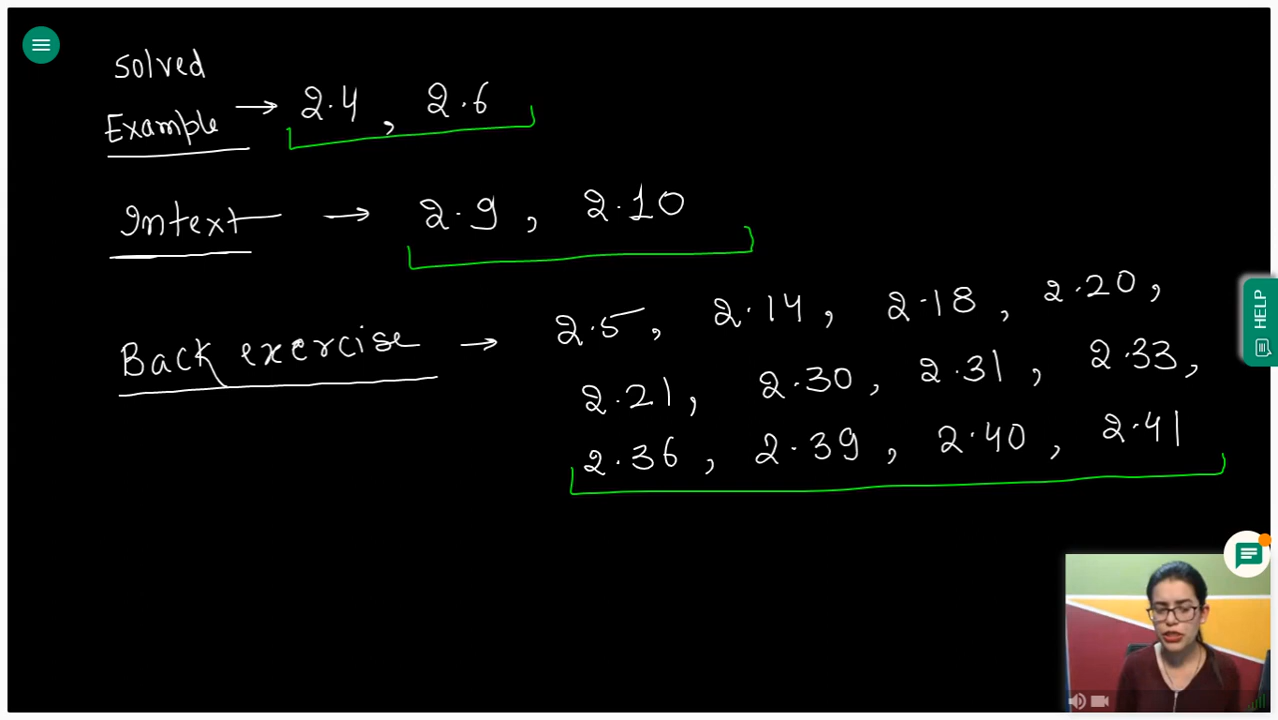 Solved
Example → 2.4, 2.6
Intext → 2.9, 2.10
Back exercise → 2.5, 2.14, 2.18, 2.20,
2.21, 2.30, 2.31, 2.33,
2.36, 2.39, 2.40, 2.41
HELP